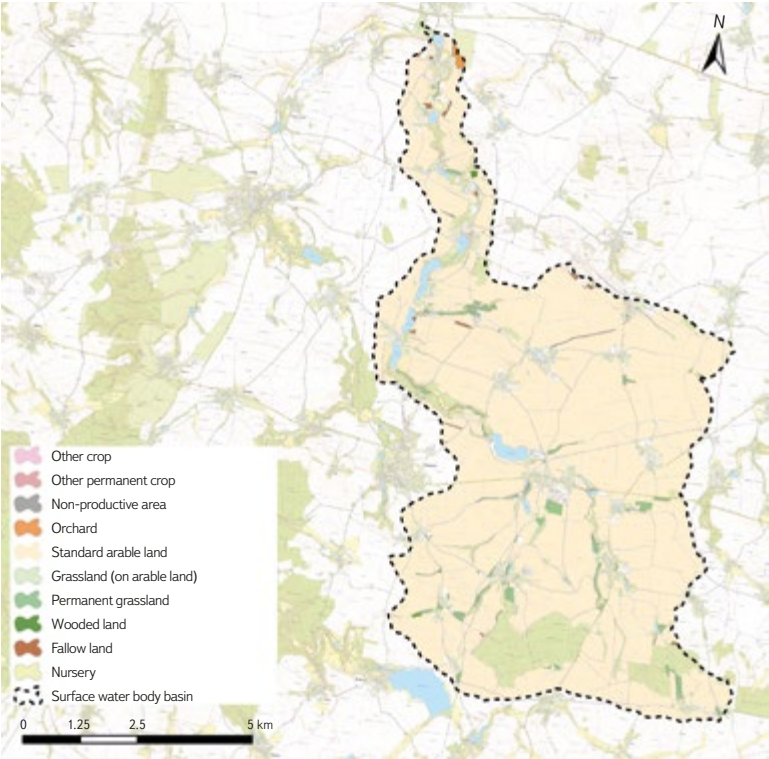 N
Other crop
Other permanent crop
Non-productive area
Orchard
Standard arable land
Grassland (on arable land)
Permanent grassland
Wooded land
Fallow land
Nursery
Surface water body basin
0 1.25 2.5 5 km